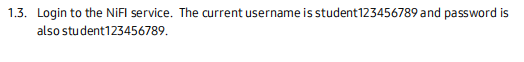 1.3. Login to the NiFI service. The current username is student123456789 and password is
also student123456789.